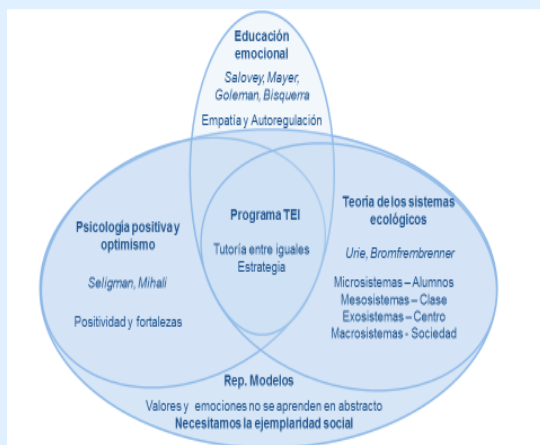 Educación
emocional
Salovey, Mayer,
Goleman, Bisquerra
Empatía y Autoregulación
Psicología positiva y
optimismo
Seligman, Mihali
Positividad y fortalezas
Programa TEI
Tutoría entre iguales
Estrategia
Teoría de los sistemas
ecológicos
Urie, Bromfrembrenner
Microsistemas – Alumnos
Mesosistemas – Clase
Exosistemas – Centro
Macrosistemas - Sociedad
Rep. Modelos
Valores y emociones no se aprenden en abstracto
Necesitamos la ejemplaridad social